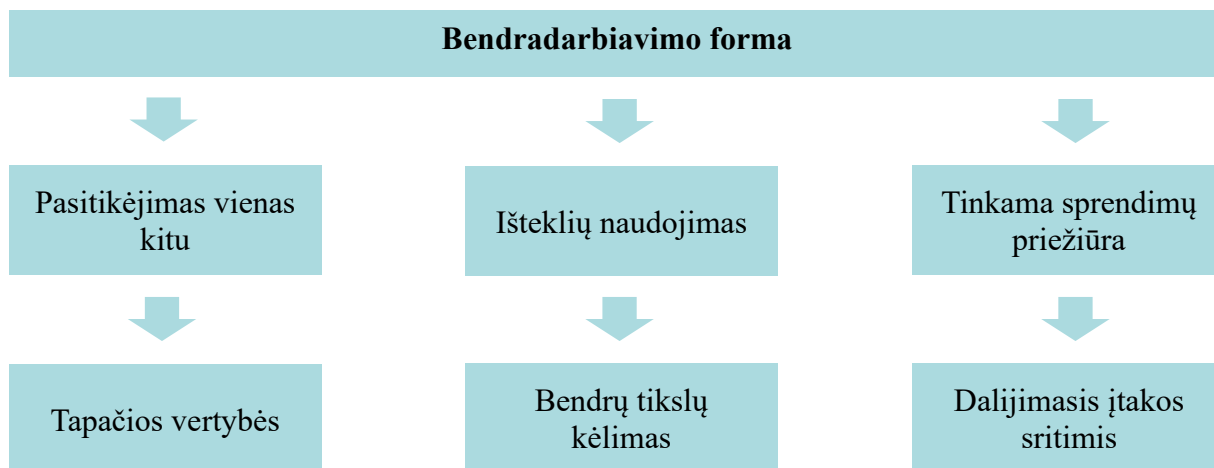 Bendradarbiavimo forma
Pasitikėjimas vienas
kitu
Išteklių naudojimas
Tinkama sprendimų
priežiūra
Tapačios vertybės
Bendrų tikslų
kėlimas
Dalijimasis įtakos
sritimis